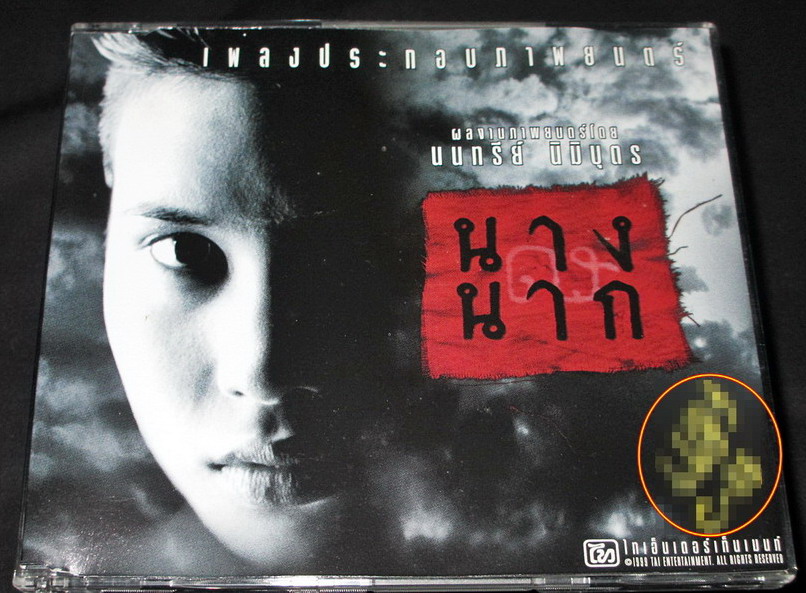 เพลงประกอบภาพยนตร์
ผลงานภาพยนตร์โดย
นนทรีย์ นิมิบุตร
นาง
นาก
ไท
ไทเอ็นเตอร์เท็นเมนท์
©1999 TAI ENTERTAINMENT. ALL RIGHTS RESERVED